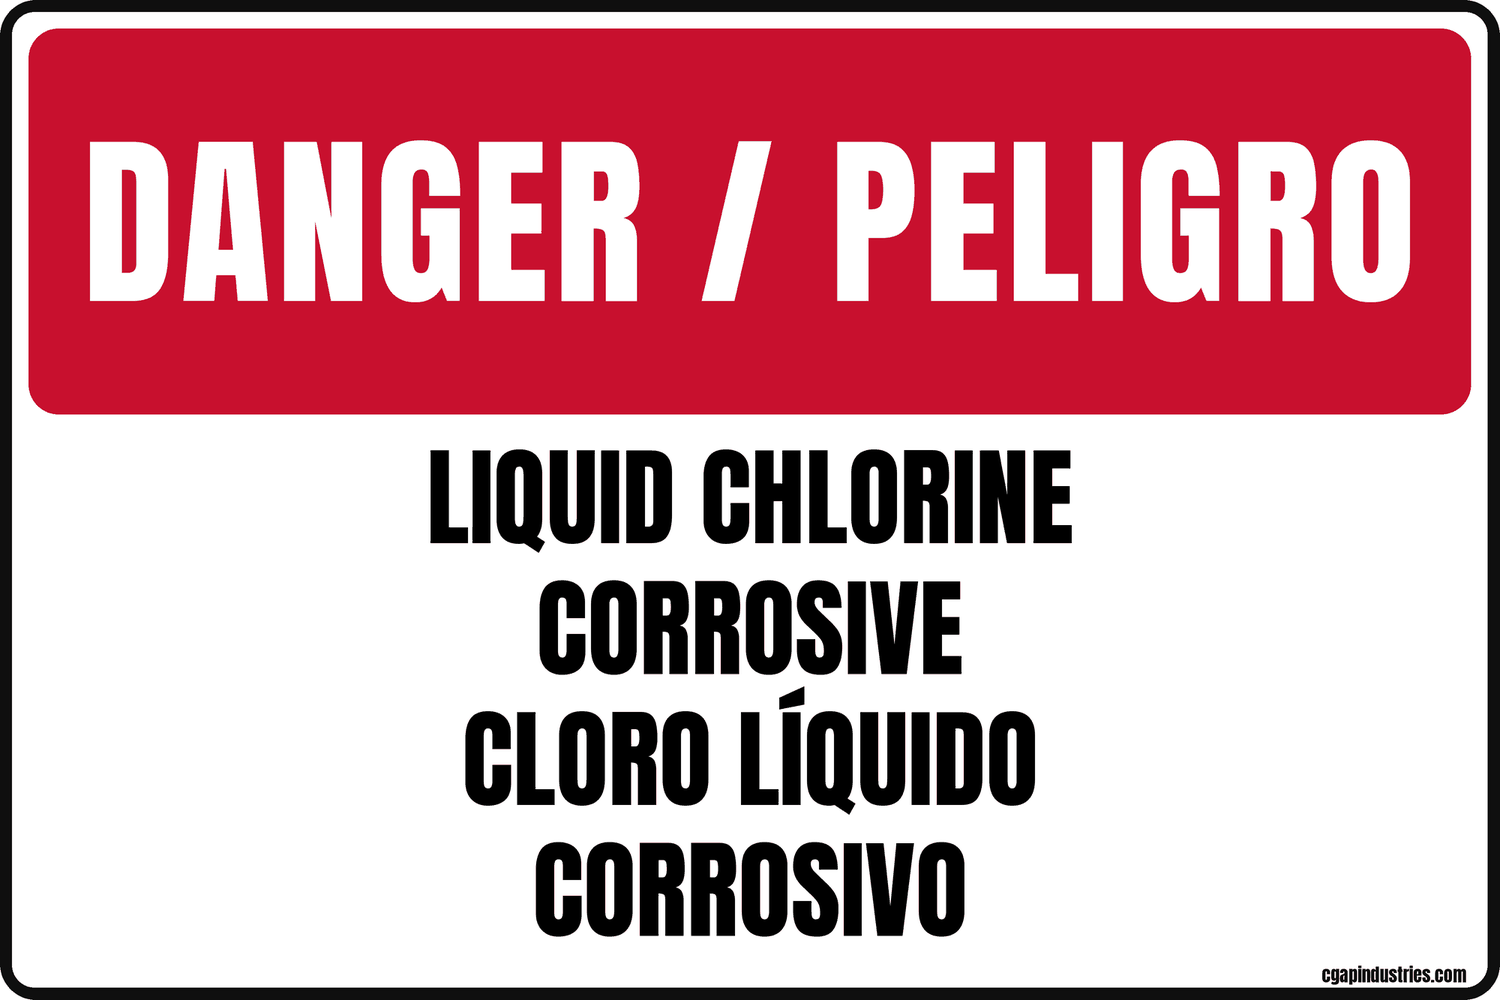 DANGER / PELIGRO
LIQUID CHLORINE
CORROSIVE
CLORO LÍQUIDO
CORROSIVO
cgapindustries.com